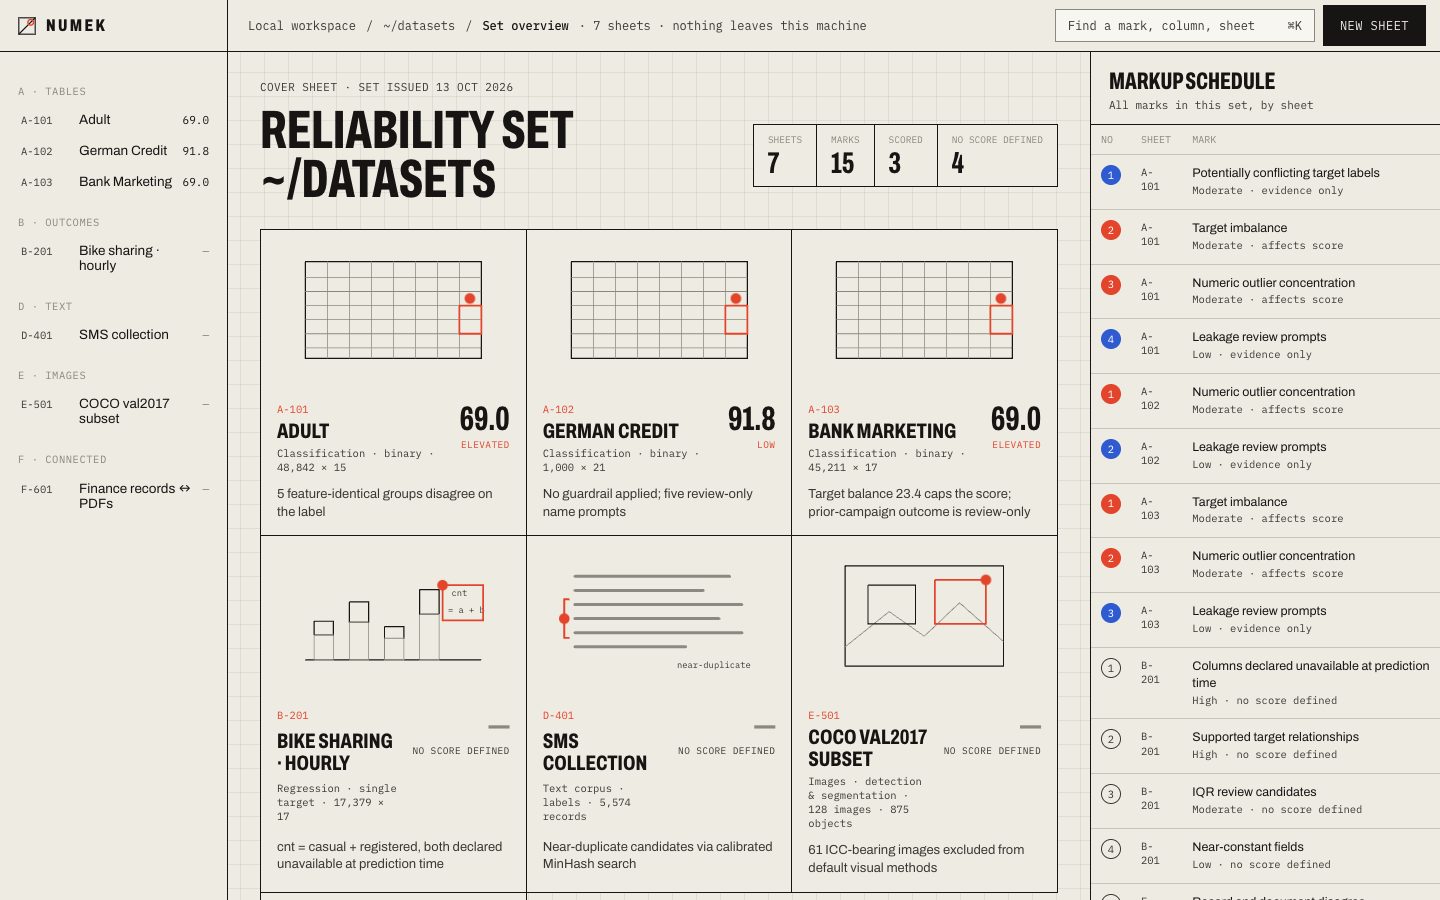 NUMEK
Local workspace / ~/datasets / Set overview · 7 sheets · nothing leaves this machine
Find a mark, column, sheet ⌘K
NEW SHEET
A · TABLES
A-101 Adult 69.0
A-102 German Credit 91.8
A-103 Bank Marketing 69.0
B · OUTCOMES
B-201 Bike sharing · —
hourly
D · TEXT
D-401 SMS collection —
E · IMAGES
E-501 COCO val2017 —
subset
F · CONNECTED
F-601 Finance records ↔ —
PDFs
COVER SHEET · SET ISSUED 13 OCT 2026
RELIABILITY SET
~/DATASETS
SHEETS
7
MARKS
15
SCORED
3
NO SCORE DEFINED
4
A-101
ADULT
Classification · binary ·
48,842 × 15
69.0
ELEVATED
5 feature-identical groups disagree on
the label
A-102
GERMAN CREDIT
Classification · binary ·
1,000 × 21
91.8
LOW
No guardrail applied; five review-only
name prompts
A-103
BANK MARKETING
Classification · binary ·
45,211 × 17
69.0
ELEVATED
Target balance 23.4 caps the score;
prior-campaign outcome is review-only
cnt
= a + b
B-201
BIKE SHARING
· HOURLY
Regression · single
target · 17,379 ×
17
—
NO SCORE DEFINED
cnt = casual + registered, both declared
unavailable at prediction time
near-duplicate
D-401
SMS
COLLECTION
Text corpus ·
labels · 5,574
records
—
NO SCORE DEFINED
Near-duplicate candidates via calibrated
MinHash search
E-501
COCO VAL2017
SUBSET
Images · detection
& segmentation ·
128 images · 875
objects
—
NO SCORE DEFINED
61 ICC-bearing images excluded from
default visual methods
MARKUP SCHEDULE
All marks in this set, by sheet
NO SHEET MARK
1 A-
101
Potentially conflicting target labels
Moderate · evidence only
2 A-
101
Target imbalance
Moderate · affects score
3 A-
101
Numeric outlier concentration
Moderate · affects score
4 A-
101
Leakage review prompts
Low · evidence only
1 A-
102
Numeric outlier concentration
Moderate · affects score
2 A-
102
Leakage review prompts
Low · evidence only
1 A-
103
Target imbalance
Moderate · affects score
2 A-
103
Numeric outlier concentration
Moderate · affects score
3 A-
103
Leakage review prompts
Low · evidence only
1 B-
201
Columns declared unavailable at prediction
time
High · no score defined
2 B-
201
Supported target relationships
High · no score defined
3 B-
201
IQR review candidates
Moderate · no score defined
4 B-
201
Near-constant fields
Low · no score defined